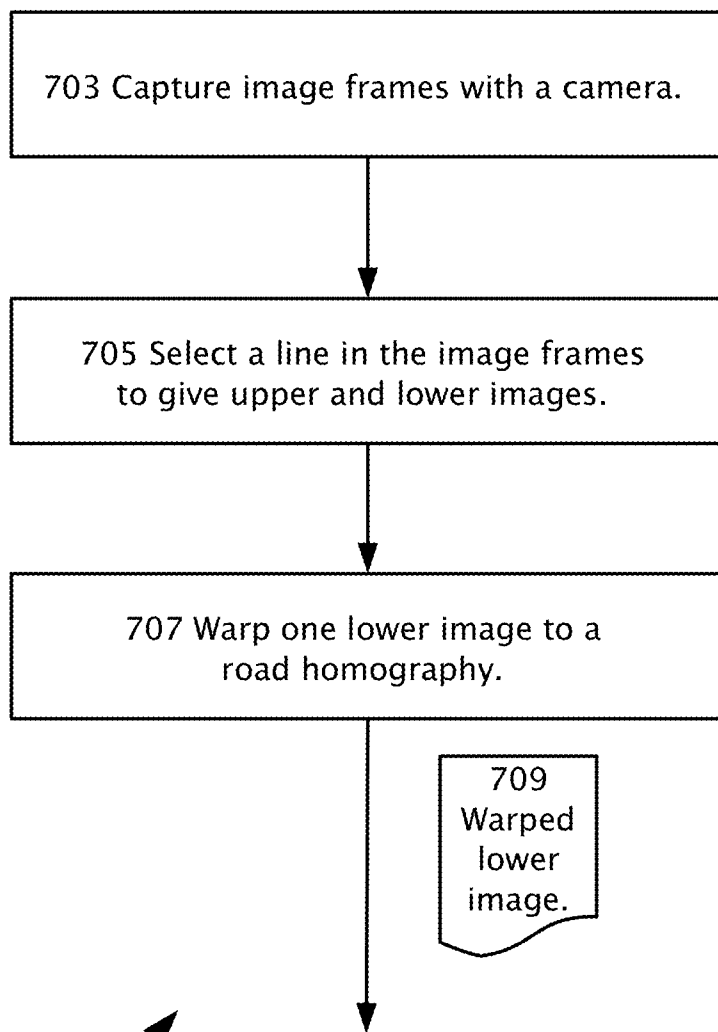 703 Capture image frames with a camera.
705 Select a line in the image frames
to give upper and lower images.
707 Warp one lower image to a
road homography.
709
Warped
lower
image.